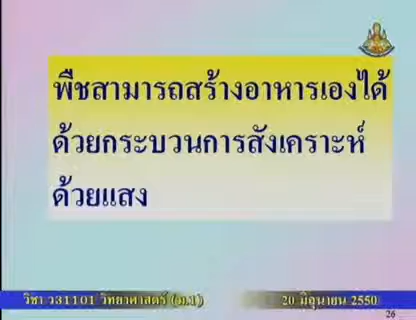 พืชสามารถสร้างอาหารเองได้
ด้วยกระบวนการสังเคราะห์
ด้วยแสง
วิชา ว31101 วิทยาศาสตร์ (ม.1) 20 มิถุนายน 2550
26